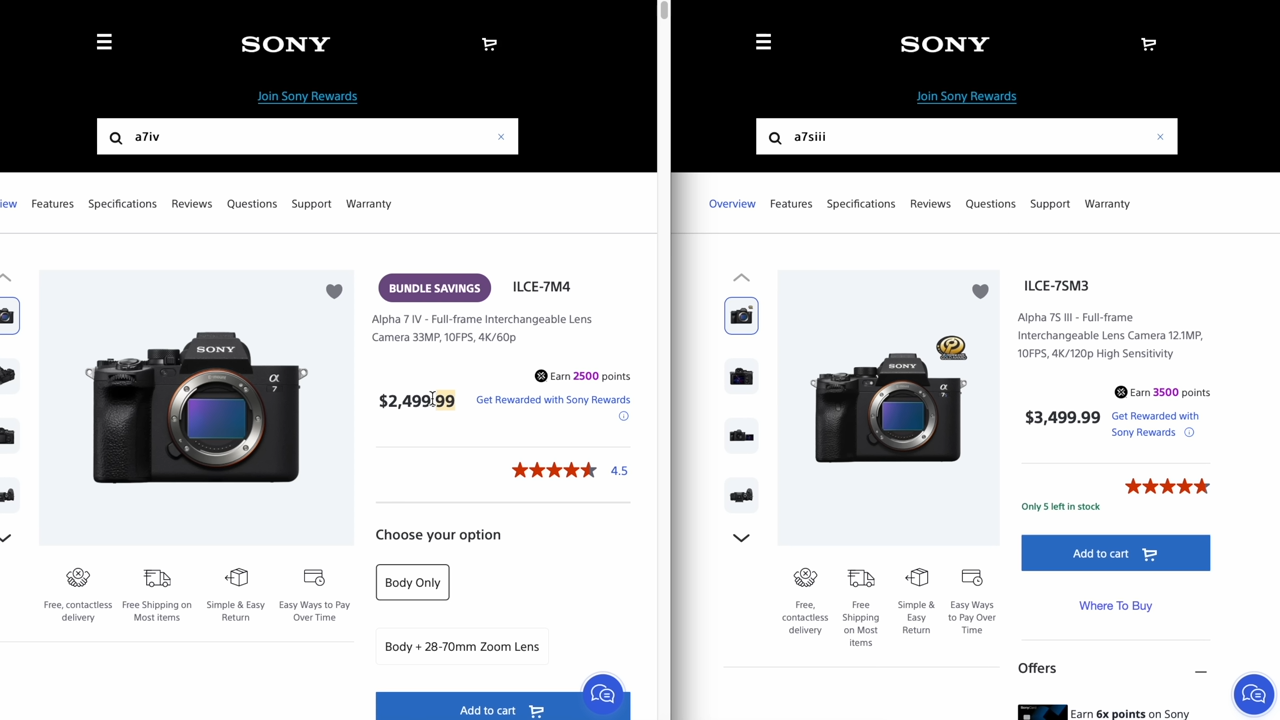 SONY
Join Sony Rewards
a7iv
iew Features Specifications Reviews Questions Support Warranty
BUNDLE SAVINGS
ILCE-7M4
Alpha 7 IV - Full-frame Interchangeable Lens
Camera 33MP, 10FPS, 4K/60p
Earn 2500 points
$2,499.99
Get Rewarded with Sony Rewards
4.5
SONY
α
7
Choose your option
Body Only
Body + 28-70mm Zoom Lens
Add to cart
Free, contactless
delivery
Free Shipping on
Most items
Simple & Easy
Return
Easy Ways to Pay
Over Time
SONY
Join Sony Rewards
a7siii
Overview Features Specifications Reviews Questions Support Warranty
ILCE-7SM3
Alpha 7S III - Full-frame
Interchangeable Lens Camera 12.1MP,
10FPS, 4K/120p High Sensitivity
Earn 3500 points
$3,499.99
Get Rewarded with
Sony Rewards
SONY
α
7s
Only 5 left in stock
Add to cart
Where To Buy
Free,
contactless
delivery
Free
Shipping
on Most
items
Simple &
Easy
Return
Easy Ways
to Pay Over
Time
Offers
Earn 6x points on Sony